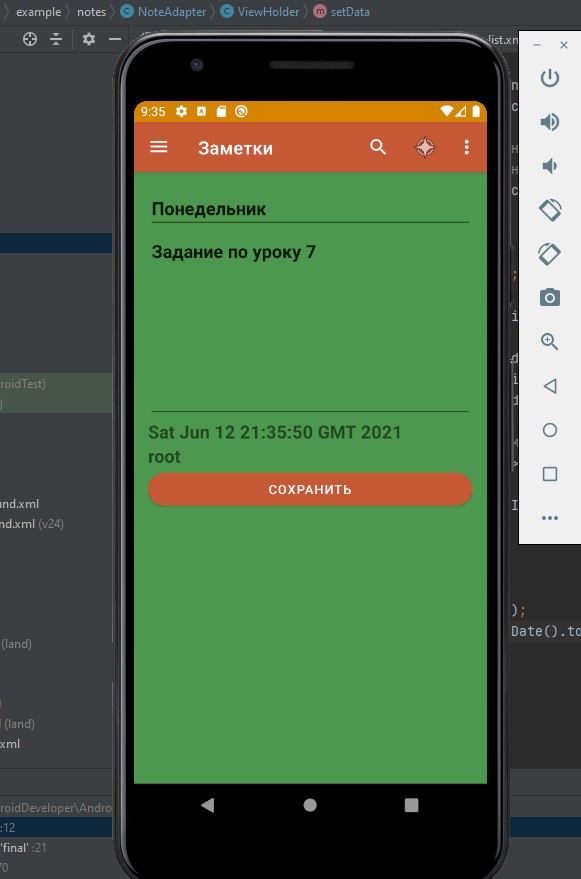 example notes NoteAdapter ViewHolder setData
list.xm
9:35
Заметки
Понедельник
Задание по уроку 7
Sat Jun 12 21:35:50 GMT 2021
root
СОХРАНИТЬ
roidTest)
)
und.xml
nd.xml (v24)
(land)
(land)
xml
);
Date().to
roidDeveloper\Andro
:12
'final' :21
70